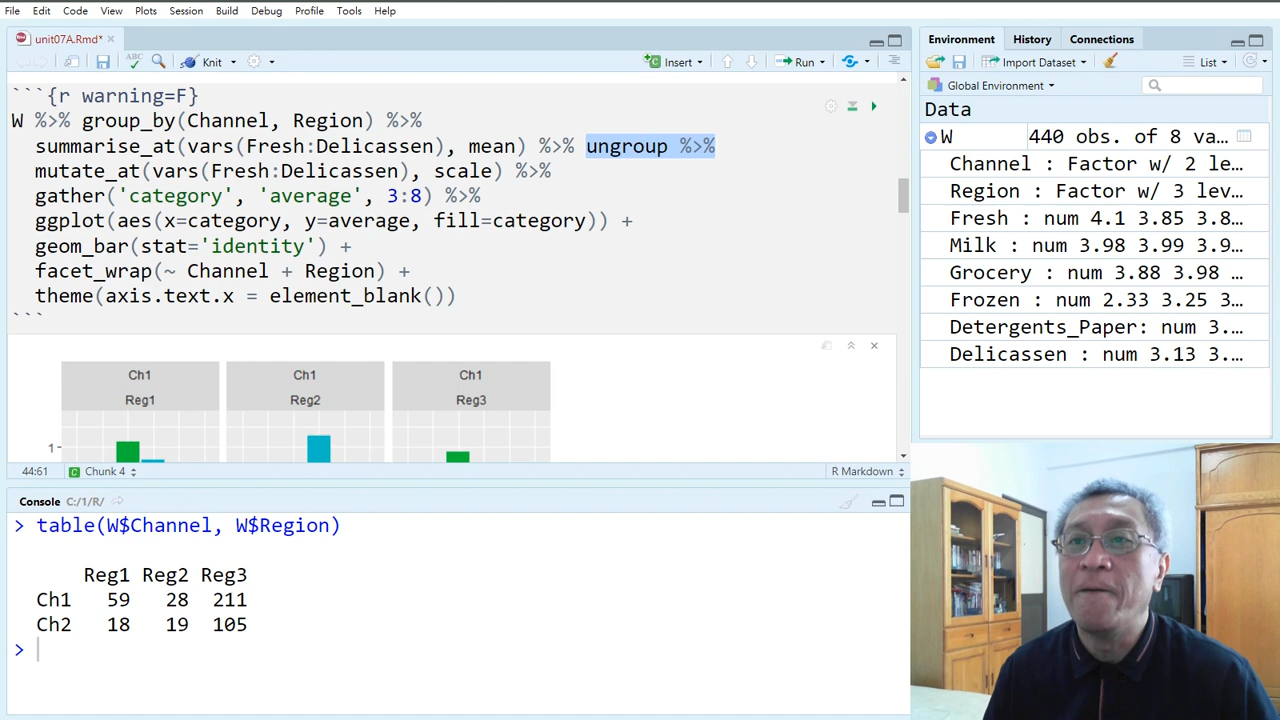 File Edit Code View Plots Session Build Debug Profile Tools Help
unit07A.Rmd*
ABC Knit Insert Run
```{r warning=F}
W %>% group_by(Channel, Region) %>%
summarise_at(vars(Fresh:Delicassen), mean) %>% ungroup %>%
mutate_at(vars(Fresh:Delicassen), scale) %>%
gather('category', 'average', 3:8) %>%
ggplot(aes(x=category, y=average, fill=category)) +
geom_bar(stat='identity') +
facet_wrap(~ Channel + Region) +
theme(axis.text.x = element_blank())
```
Ch1 Ch1 Ch1
Reg1 Reg2 Reg3
1
44:61 C Chunk 4 R Markdown
Console C:/1/R/
> table(W$Channel, W$Region)
Reg1 Reg2 Reg3
Ch1 59 28 211
Ch2 18 19 105
>
Environment History Connections
Import Dataset List
Global Environment
Data
W 440 obs. of 8 va…
Channel : Factor w/ 2 le…
Region : Factor w/ 3 lev…
Fresh : num 4.1 3.85 3.8…
Milk : num 3.98 3.99 3.9…
Grocery : num 3.88 3.98 …
Frozen : num 2.33 3.25 3…
Detergents_Paper: num 3.…
Delicassen : num 3.13 3.…